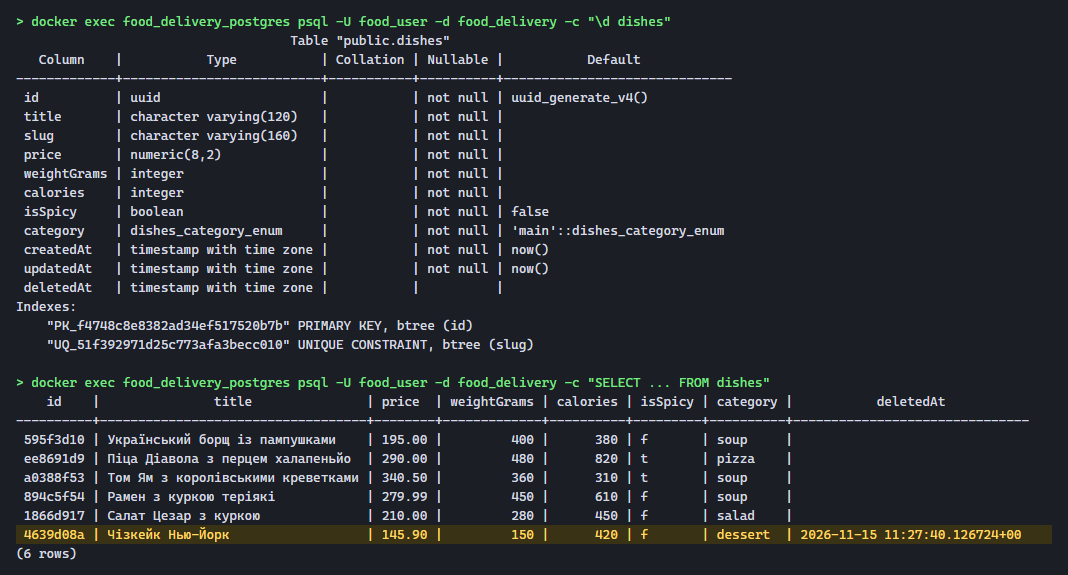 > docker exec food_delivery_postgres psql -U food_user -d food_delivery -c "\d dishes"
                                    Table "public.dishes"
   Column    |           Type           | Collation | Nullable |           Default
-------------+--------------------------+-----------+----------+------------------------------
 id          | uuid                     |           | not null | uuid_generate_v4()
 title       | character varying(120)   |           | not null |
 slug        | character varying(160)   |           | not null |
 price       | numeric(8,2)             |           | not null |
 weightGrams | integer                  |           | not null |
 calories    | integer                  |           | not null |
 isSpicy     | boolean                  |           | not null | false
 category    | dishes_category_enum     |           | not null | 'main'::dishes_category_enum
 createdAt   | timestamp with time zone |           | not null | now()
 updatedAt   | timestamp with time zone |           | not null | now()
 deletedAt   | timestamp with time zone |           |          |
Indexes:
    "PK_f4748c8e8382ad34ef517520b7b" PRIMARY KEY, btree (id)
    "UQ_51f392971d25c773afa3becc010" UNIQUE CONSTRAINT, btree (slug)
> docker exec food_delivery_postgres psql -U food_user -d food_delivery -c "SELECT ... FROM dishes"
    id    |               title               | price  | weightGrams | calories | isSpicy | category |           deletedAt
----------+-----------------------------------+--------+-------------+----------+---------+----------+-------------------------------
 595f3d10 | Український борщ із пампушками    | 195.00 |         400 |      380 | f       | soup     |
 ee8691d9 | Піца Діавола з перцем халапеньйо  | 290.00 |         480 |      820 | t       | pizza    |
 a0388f53 | Том Ям з королівськими креветками | 340.50 |         360 |      310 | t       | soup     |
 894c5f54 | Рамен з куркою теріякі            | 279.99 |         450 |      610 | f       | soup     |
 1866d917 | Салат Цезар з куркою              | 210.00 |         280 |      450 | f       | salad    |
 4639d08a | Чізкейк Нью-Йорк                  | 145.90 |         150 |      420 | f       | dessert  | 2026-11-15 11:27:40.126724+00
(6 rows)